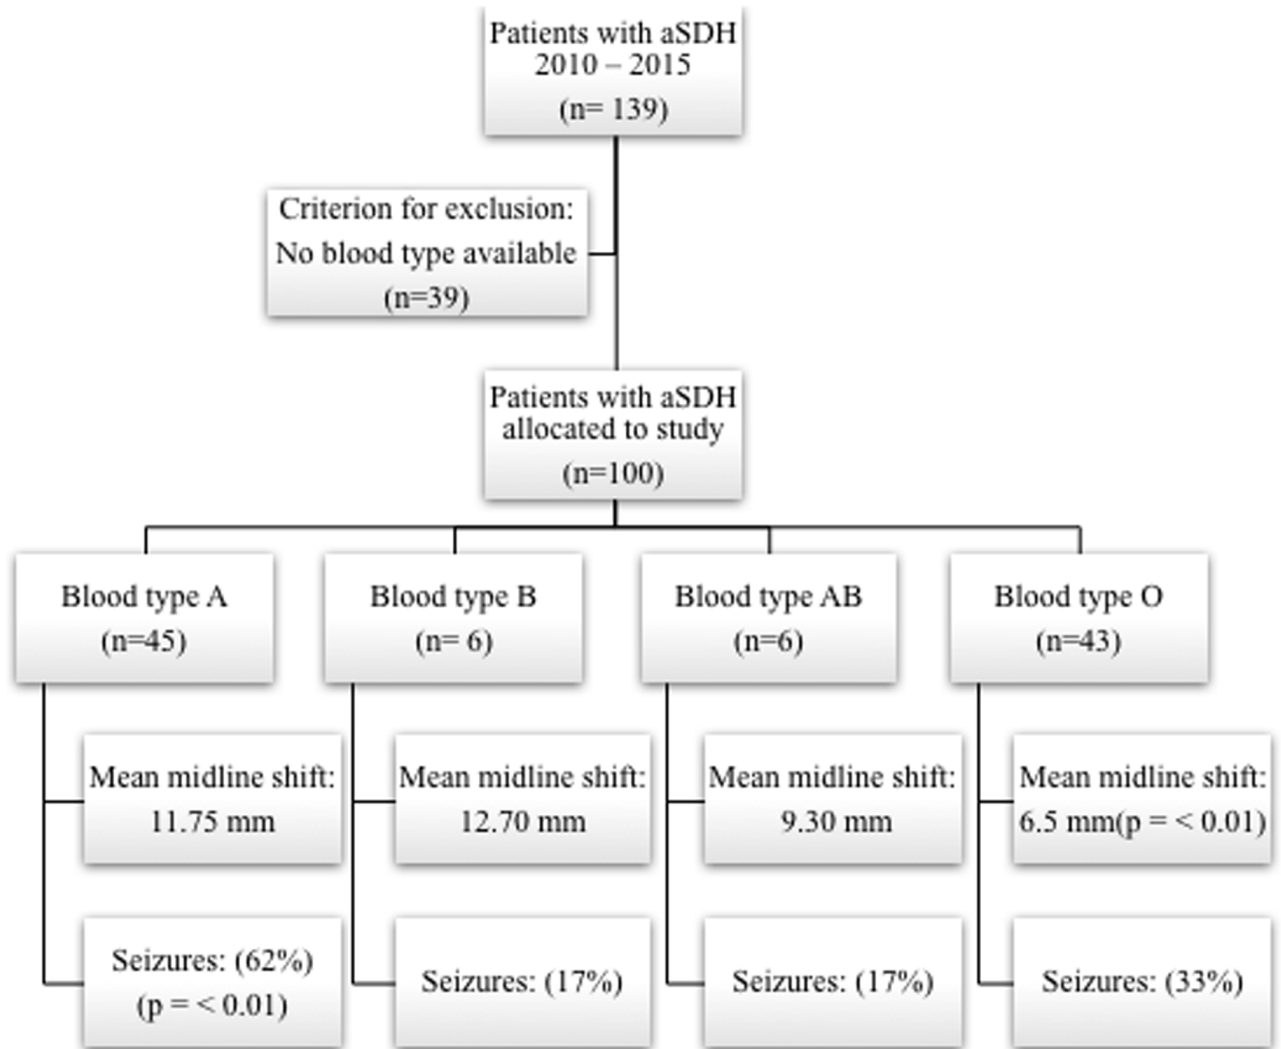 Patients with aSDH
2010 – 2015
(n= 139)
Criterion for exclusion:
No blood type available
(n=39)
Patients with aSDH
allocated to study
(n=100)
Blood type A
(n=45)
Blood type B
(n= 6)
Blood type AB
(n=6)
Blood type O
(n=43)
Mean midline shift:
11.75 mm
Mean midline shift:
12.70 mm
Mean midline shift:
9.30 mm
Mean midline shift:
6.5 mm(p = < 0.01)
Seizures: (62%)
(p = < 0.01)
Seizures: (17%)
Seizures: (17%)
Seizures: (33%)